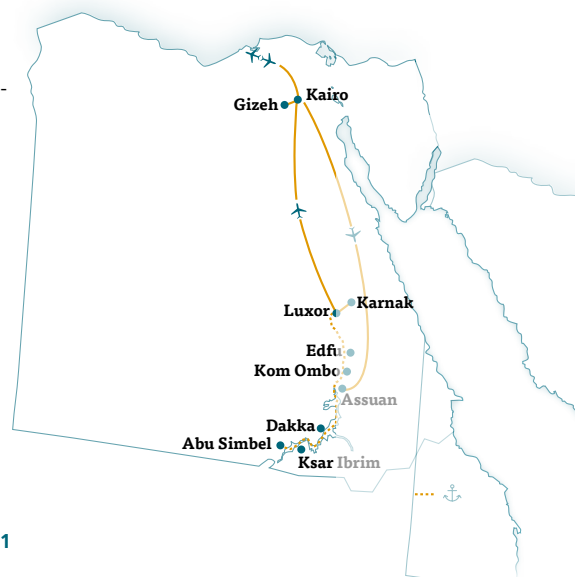 -
Kairo
Gizeh
Karnak
Luxor
Edfu
Kom Ombo
Assuan
Dakka
Abu Simbel
Ksar Ibrim
1